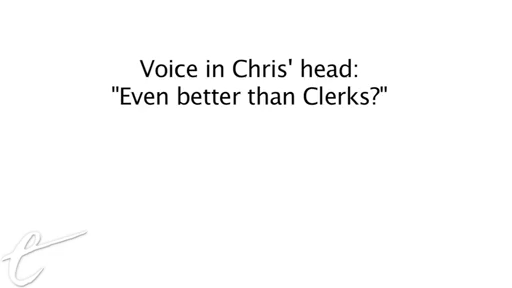 Voice in Chris' head:
"Even better than Clerks?"